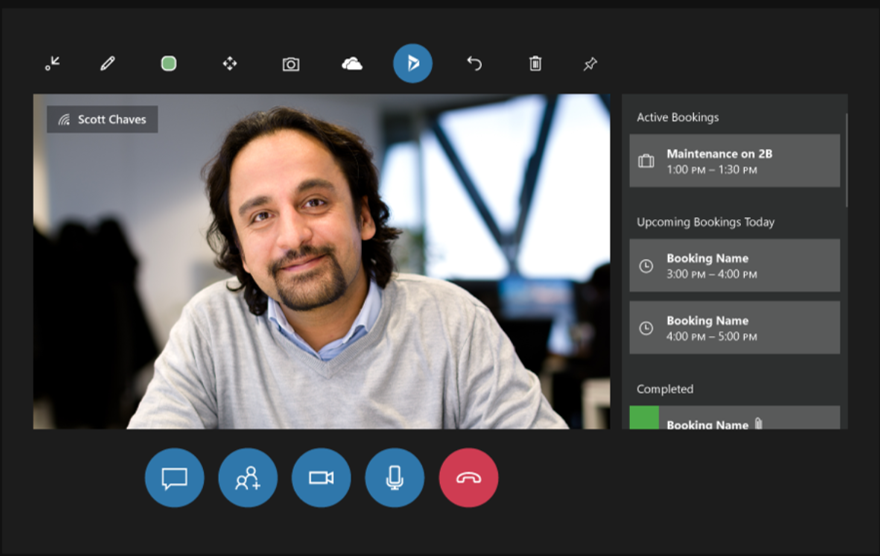 Scott Chaves
Active Bookings
Maintenance on 2B
1:00 PM – 1:30 PM
Upcoming Bookings Today
Booking Name
3:00 PM – 4:00 PM
Booking Name
4:00 PM – 5:00 PM
Completed
Booking Name